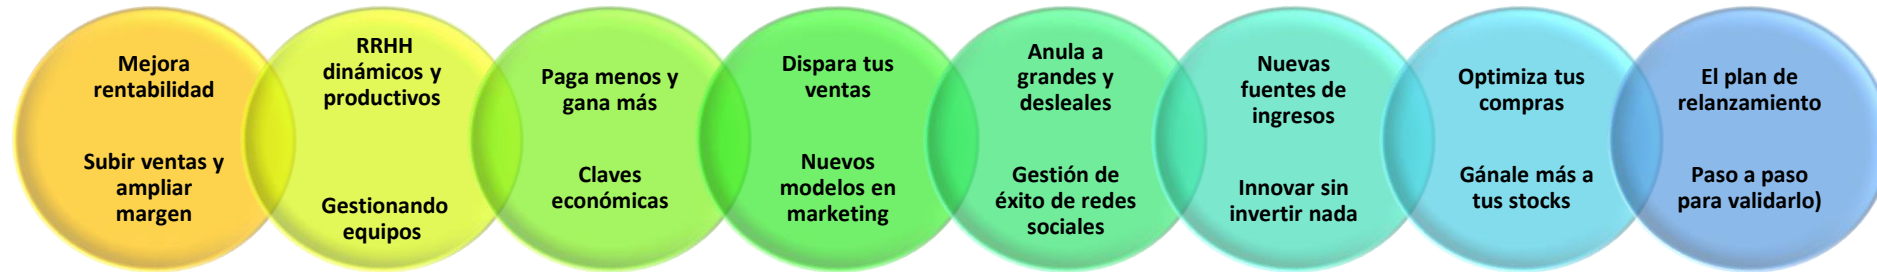 Mejora
rentabilidad
Subir ventas y
ampliar
margen
RRHH
dinámicos y
productivos
Gestionando
equipos
Paga menos y
gana más
Claves
económicas
Dispara tus
ventas
Nuevos
modelos en
marketing
Anula a
grandes y
desleales
Gestión de
éxito de redes
sociales
Nuevas
fuentes de
ingresos
Innovar sin
invertir nada
Optimiza tus
compras
Gánale más a
tus stocks
El plan de
relanzamiento
Paso a paso
para validarlo)